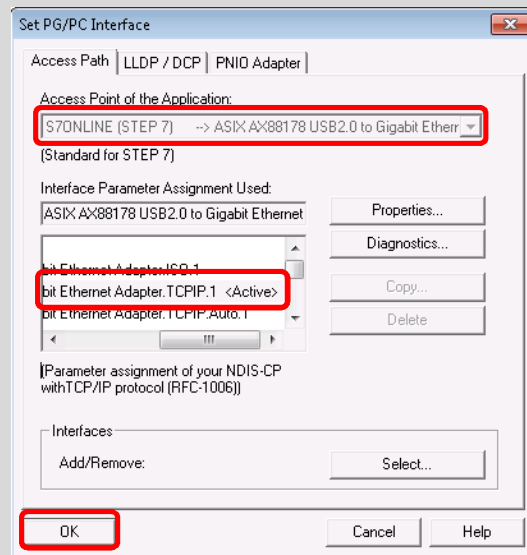 Set PG/PC Interface
Access Path
LLDP / DCP
PNIO Adapter
Access Point of the Application:
S7ONLINE (STEP 7) --> ASIX AX88178 USB2.0 to Gigabit Etherr
(Standard for STEP 7)
Interface Parameter Assignment Used:
ASIX AX88178 USB2.0 to Gigabit Ethernet
Properties...
Diagnostics...
bit Ethernet Adapter.ISO.1
bit Ethernet Adapter.TCPIP.1 <Active>
bit Ethernet Adapter.TCPIP.Auto.1
Copy...
Delete
(Parameter assignment of your NDIS-CP
withTCP/IP protocol (RFC-1006))
Interfaces
Add/Remove:
Select...
OK
Cancel
Help